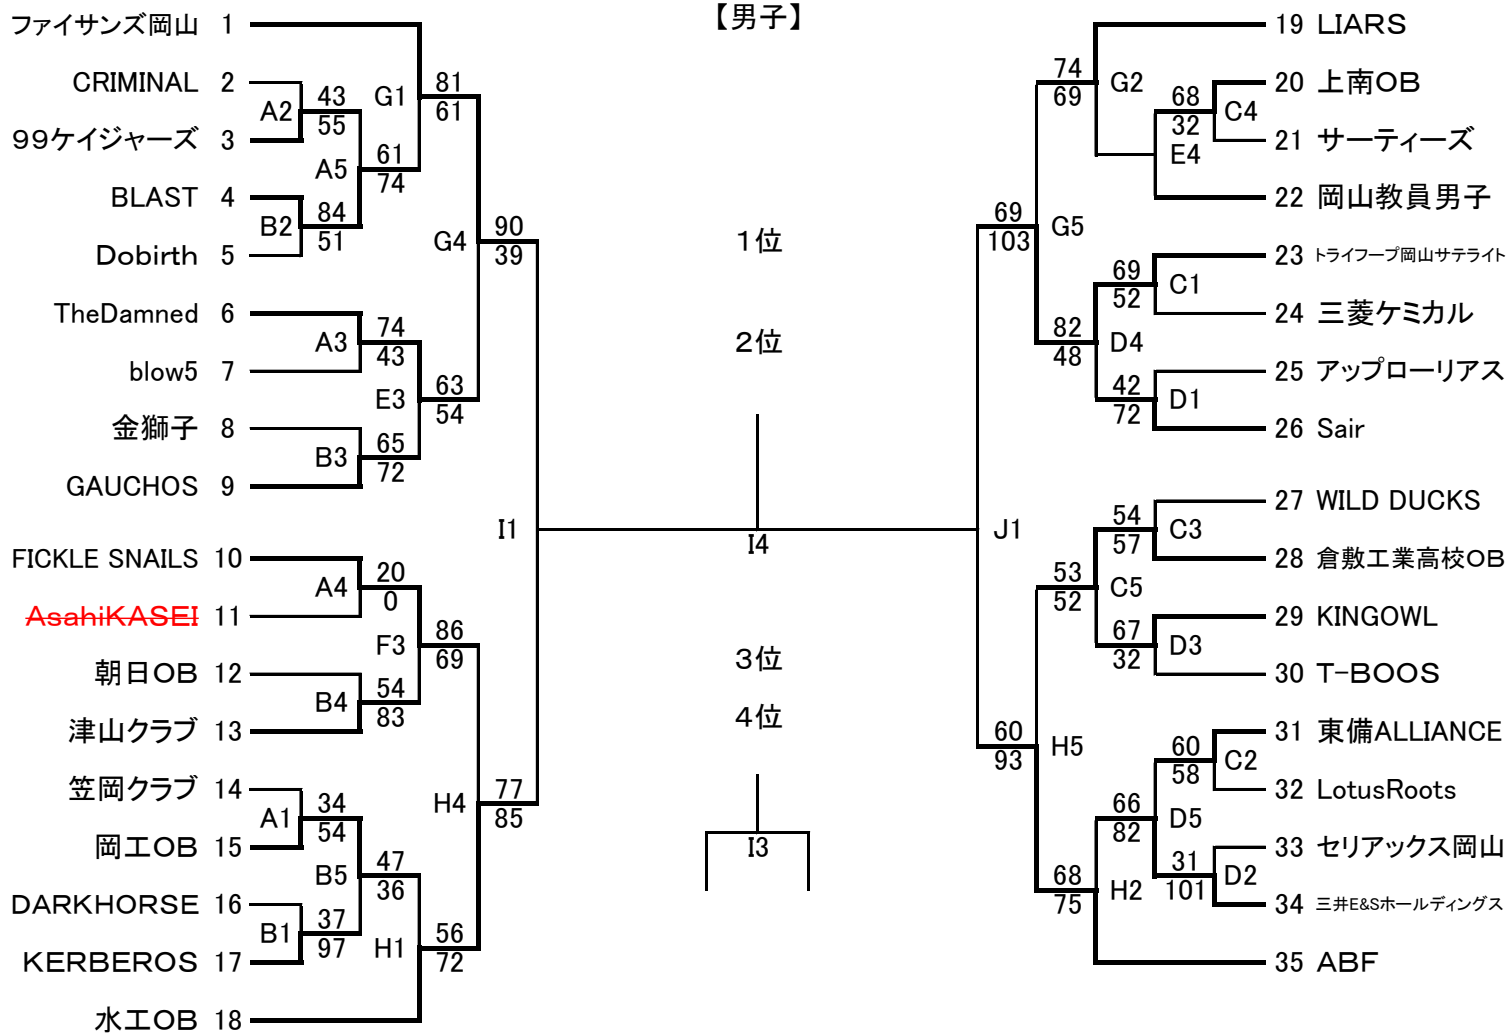 【男子】
ファイサンズ岡山 1
CRIMINAL 2
99ケイジャーズ 3
BLAST 4
Dobirth 5
TheDamned 6
blow5 7
金獅子 8
GAUCHOS 9
FICKLE SNAILS 10
AsahiKASEI 11
朝日OB 12
津山クラブ 13
笠岡クラブ 14
岡工OB 15
DARKHORSE 16
KERBEROS 17
水工OB 18
A2
43
55
B2
84
51
A5
61
74
G1
81
61
A3
74
43
B3
65
72
E3
63
54
G4
90
39
A4
20
0
B4
54
83
F3
86
69
A1
34
54
B1
37
97
B5
47
36
H1
56
72
H4
77
85
I1
1位
2位
I4
3位
4位
I3
J1
69
103
G5
74
69
G2
68
32
C4
E4
82
48
D4
69
52
C1
42
72
D1
60
93
H5
53
52
C5
54
57
C3
67
32
D3
68
75
H2
66
82
D5
60
58
C2
31
101
D2
19 LIARS
20 上南OB
21 サーティーズ
22 岡山教員男子
23 トライフープ岡山サテライト
24 三菱ケミカル
25 アップローリアス
26 Sair
27 WILD DUCKS
28 倉敷工業高校OB
29 KINGOWL
30 T-BOOS
31 東備ALLIANCE
32 LotusRoots
33 セリアックス岡山
34 三井E&Sホールディングス
35 ABF